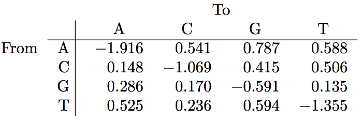 To
A C G T
From A −1.916 0.541 0.787 0.588
C 0.148 −1.069 0.415 0.506
G 0.286 0.170 −0.591 0.135
T 0.525 0.236 0.594 −1.355